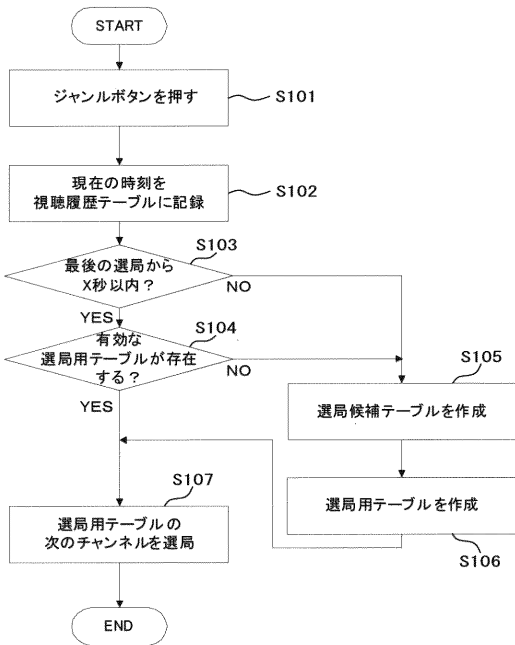 START
ジャンルボタンを押す
S101
現在の時刻を
視聴履歴テーブルに記録
S102
S103
最後の選局から
X秒以内？
NO
YES
S104
有効な
選局用テーブルが存在
する？
NO
YES
S105
選局候補テーブルを作成
S107
選局用テーブルの
次のチャンネルを選局
選局用テーブルを作成
S106
END